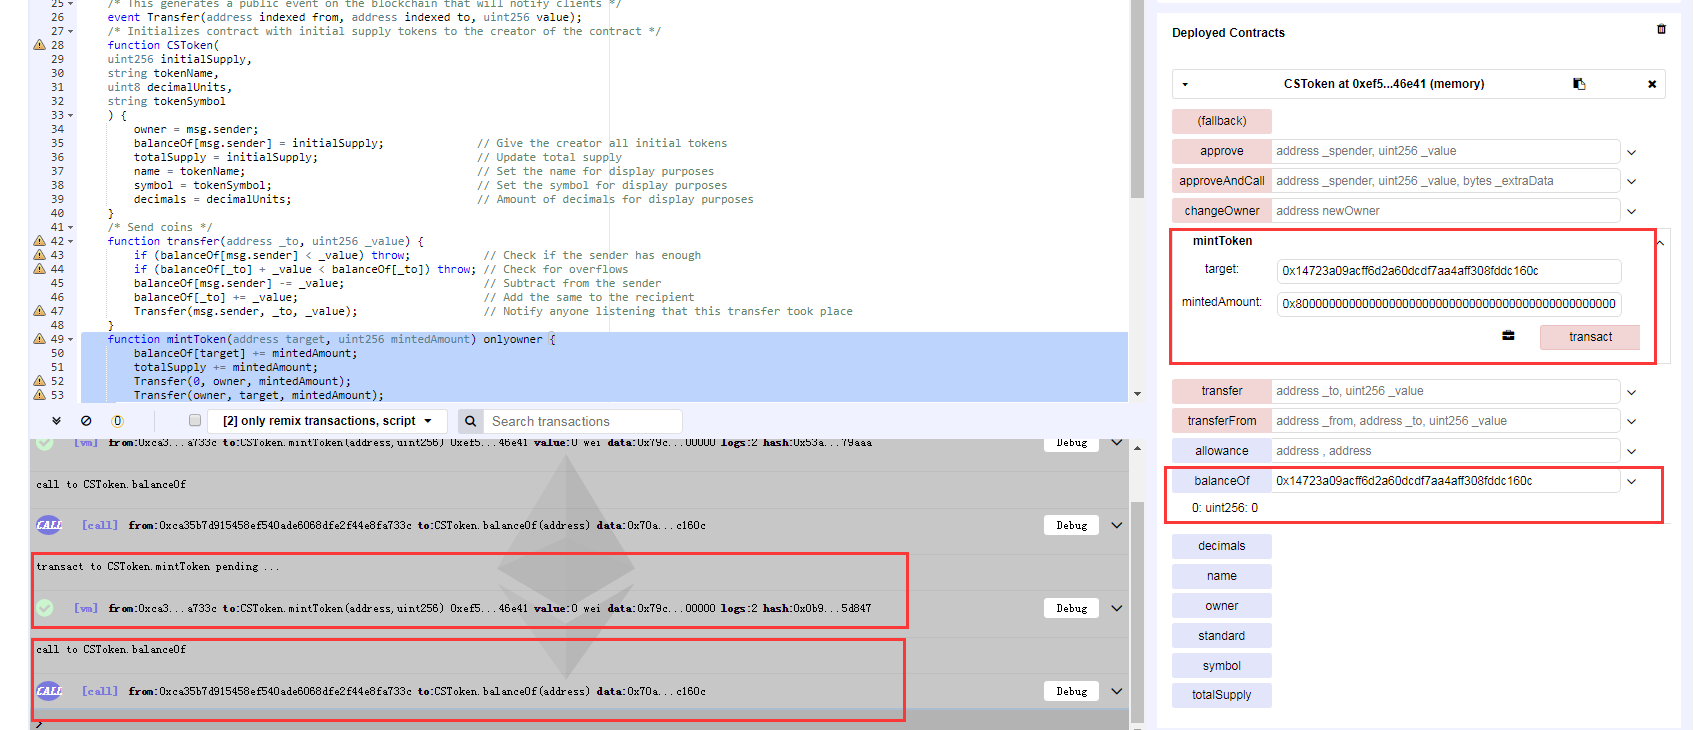 25 /* This generates a public event on the blockchain that will notify clients */
26 event Transfer(address indexed from, address indexed to, uint256 value);
27 /* Initializes contract with initial supply tokens to the creator of the contract */
28 function CSToken(
29 uint256 initialSupply,
30 string tokenName,
31 uint8 decimalUnits,
32 string tokenSymbol
33 ) {
34 owner = msg.sender;
35 balanceOf[msg.sender] = initialSupply; // Give the creator all initial tokens
36 totalSupply = initialSupply; // Update total supply
37 name = tokenName; // Set the name for display purposes
38 symbol = tokenSymbol; // Set the symbol for display purposes
39 decimals = decimalUnits; // Amount of decimals for display purposes
40 }
41 /* Send coins */
42 function transfer(address _to, uint256 _value) {
43 if (balanceOf[msg.sender] < _value) throw; // Check if the sender has enough
44 if (balanceOf[_to] + _value < balanceOf[_to]) throw; // Check for overflows
45 balanceOf[msg.sender] -= _value; // Subtract from the sender
46 balanceOf[_to] += _value; // Add the same to the recipient
47 Transfer(msg.sender, _to, _value); // Notify anyone listening that this transfer took place
48 }
49 function mintToken(address target, uint256 mintedAmount) onlyowner {
50 balanceOf[target] += mintedAmount;
51 totalSupply += mintedAmount;
52 Transfer(0, owner, mintedAmount);
53 Transfer(owner, target, mintedAmount);
0 [2] only remix transactions, script Search transactions
[vm] from:0xca3...a733c to:CSToken.mintToken(address,uint256) 0xef5...46e41 value:0 wei data:0x79c...00000 logs:2 hash:0x53a...79aaa Debug
call to CSToken.balanceOf
CALL [call] from:0xca35b7d915458ef540ade6068dfe2f44e8fa733c to:CSToken.balanceOf(address) data:0x70a...c160c Debug
transact to CSToken.mintToken pending ...
[vm] from:0xca3...a733c to:CSToken.mintToken(address,uint256) 0xef5...46e41 value:0 wei data:0x79c...00000 logs:2 hash:0x0b9...5d847 Debug
call to CSToken.balanceOf
CALL [call] from:0xca35b7d915458ef540ade6068dfe2f44e8fa733c to:CSToken.balanceOf(address) data:0x70a...c160c Debug
>
Deployed Contracts
CSToken at 0xef5...46e41 (memory)
(fallback)
approve address _spender, uint256 _value
approveAndCall address _spender, uint256 _value, bytes _extraData
changeOwner address newOwner
mintToken
target: 0x14723a09acff6d2a60dcdf7aa4aff308fddc160c
mintedAmount:
transact
transfer address _to, uint256 _value
transferFrom address _from, address _to, uint256 _value
allowance address , address
balanceOf 0x14723a09acff6d2a60dcdf7aa4aff308fddc160c
0: uint256: 0
decimals
name
owner
standard
symbol
totalSupply